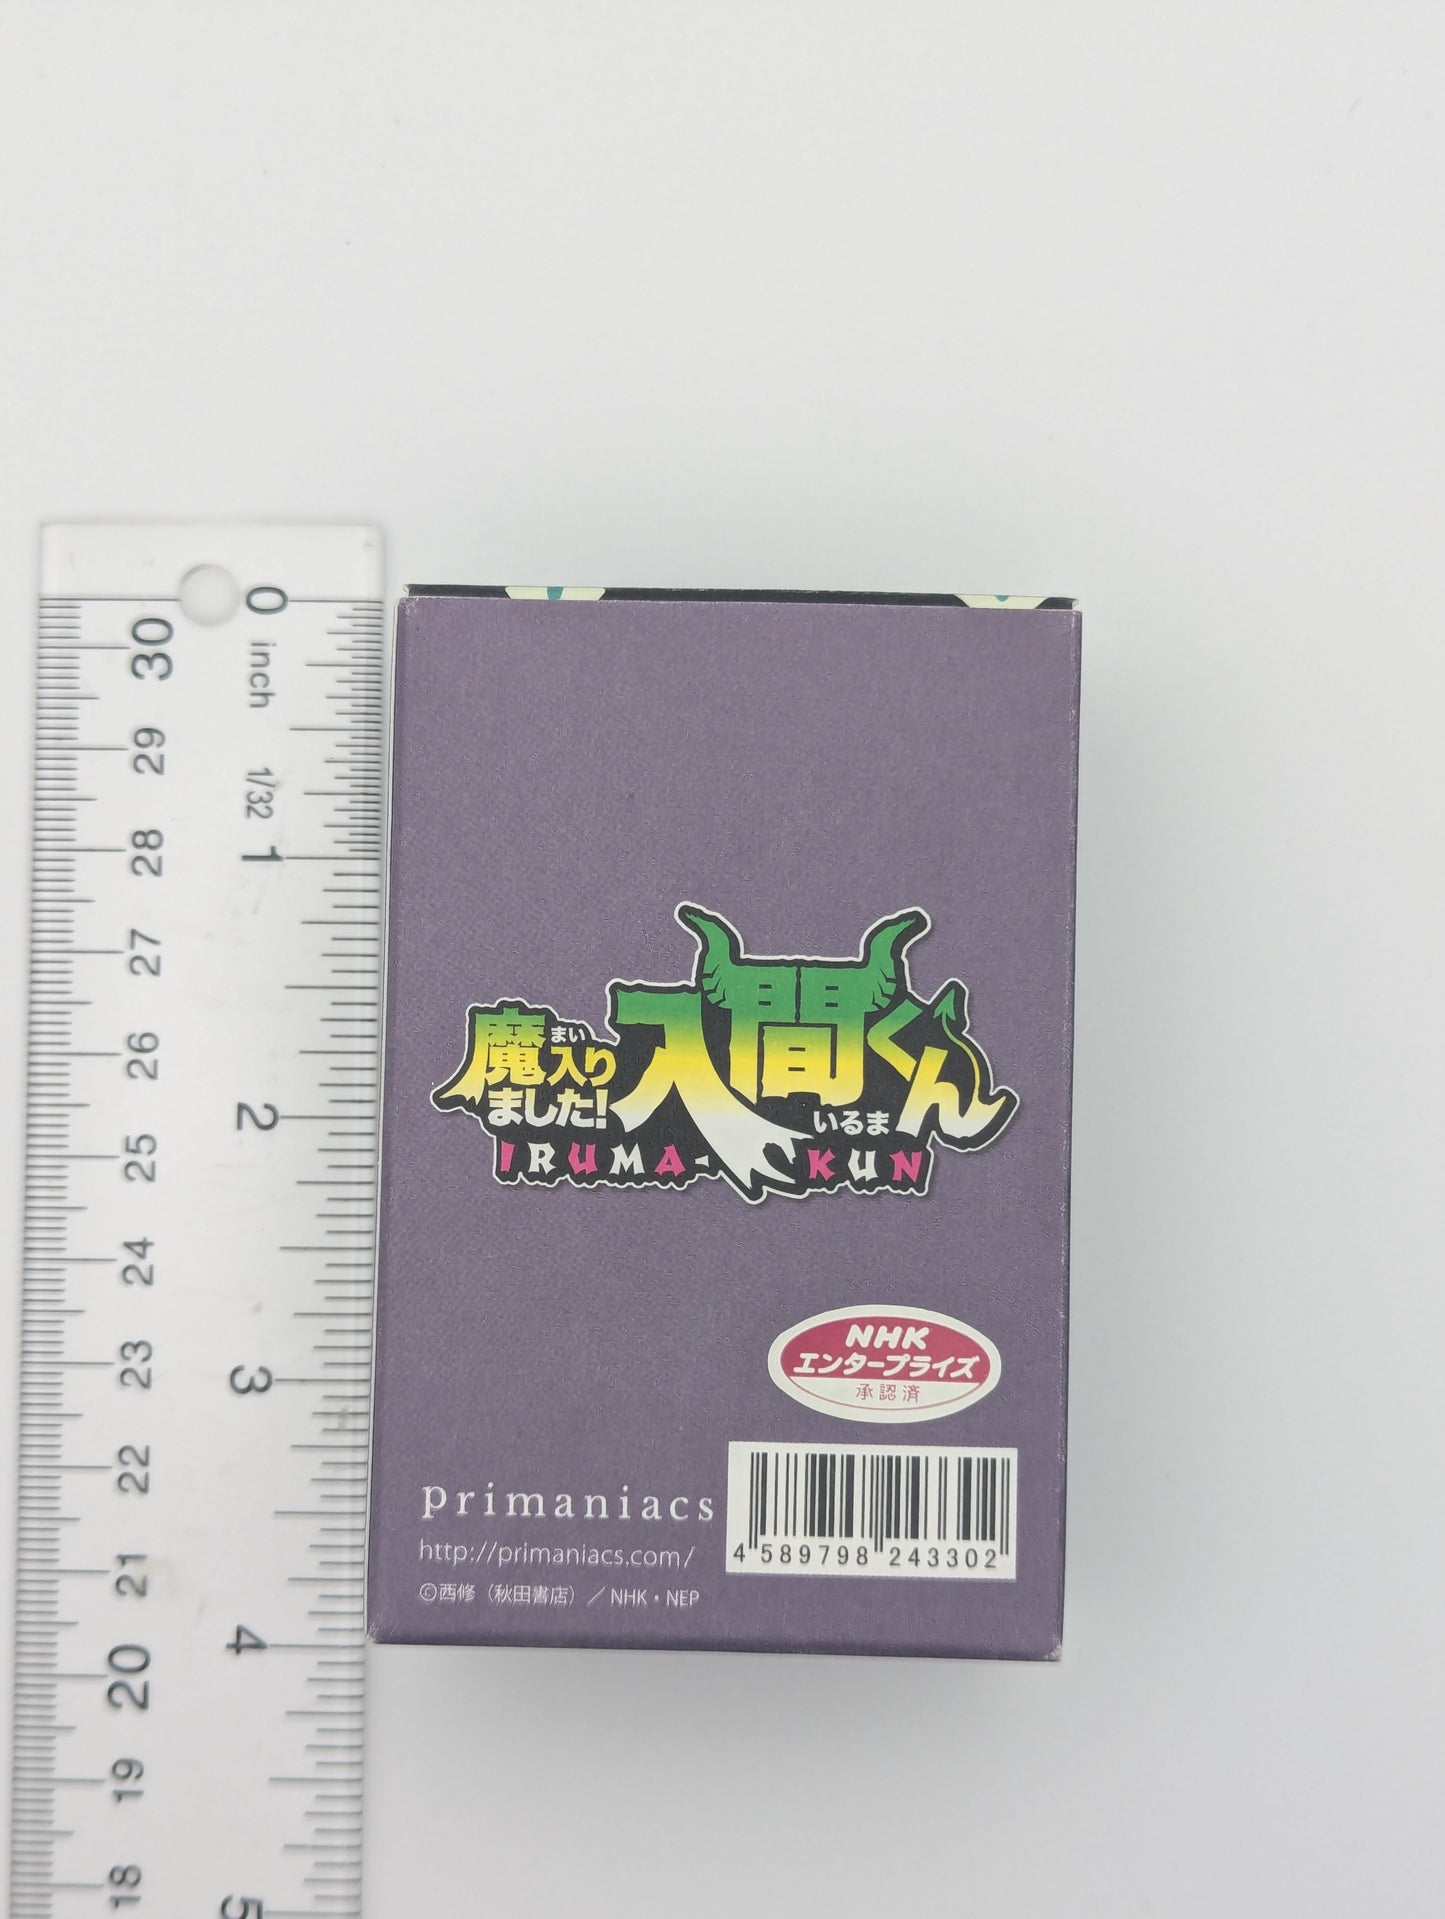 0
inch
1/32
1
2
3
4
5
30
29
28
27
26
25
24
23
22
21
20
19
18
魔入り
まい
ました!
入間くん
いるま
IRUMA-KUN
NHK
エンタープライズ
承認済
primaniacs
http://primaniacs.com/
©西修（秋田書店）／NHK・NEP
4 589798 243302